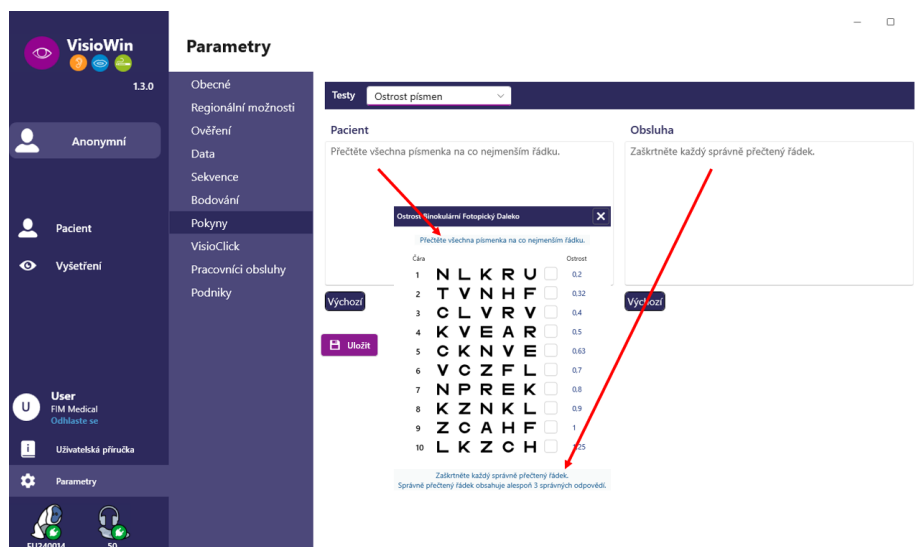 VisioWin
1.3.0
Anonymní
Pacient
Vyšetření
User
U
FIM Medical
Odhlaste se
Uživatelská příručka
Parametry
EU240014
50
Parametry
Obecné
Regionální možnosti
Ověření
Data
Sekvence
Bodování
Pokyny
VisioClick
Pracovníci obsluhy
Podniky
Testy Ostrost písmen
Pacient
Přečtěte všechna písmenka na co nejmenším řádku.
Výchozí
Uložit
Obsluha
Zaškrtněte každý správně přečtený řádek.
Výchozí
Ostrost Binokulární Fotopický Daleko
Přečtěte všechna písmenka na co nejmenším řádku.
Čára Ostrost
1 N L K R U 0,2
2 T V N H F 0,32
3 C L V R V 0,4
4 K V E A R 0,5
5 C K N V E 0,63
6 V C Z F L 0,7
7 N P R E K 0,8
8 K Z N K L 0,9
9 Z C A H F 1
10 L K Z C H 1,25
Zaškrtněte každý správně přečtený řádek.
Správně přečtený řádek obsahuje alespoň 3 správných odpovědí.